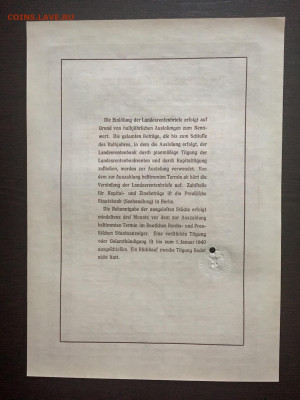 COINS.LAVE.RU
Die Einlösung der Landesrentenbriefe erfolgt auf
Grund von halbjährlichen Auslosungen zum Nenn-
wert. Die gesamten Beträge, die bis zum Schlusse
des Halbjahres, in dem die Auslosung erfolgt, der
Landesrentenbank durch planmäßige Tilgung der
Landesrentenbankrenten und durch Kapitaltilgung
zufließen, werden zur Auslosung verwendet. Von
dem zur Auszahlung bestimmten Termin ab hört die
Verzinsung der Landesrentenbriefe auf. Zahlstelle
für Kapital- und Zinsbeträge ist die Preußische
Staatsbank (Seehandlung) in Berlin.
Die Bekanntgabe der ausgelosten Stücke erfolgt
mindestens drei Monate vor dem zur Auszahlung
bestimmten Termin im Deutschen Reichs- und Preu-
ßischen Staatsanzeiger. Eine verstärkte Tilgung
oder Gesamtkündigung ist bis zum 1. Januar 1940
ausgeschlossen. Ein Rückkauf zwecks Tilgung findet
nicht statt.